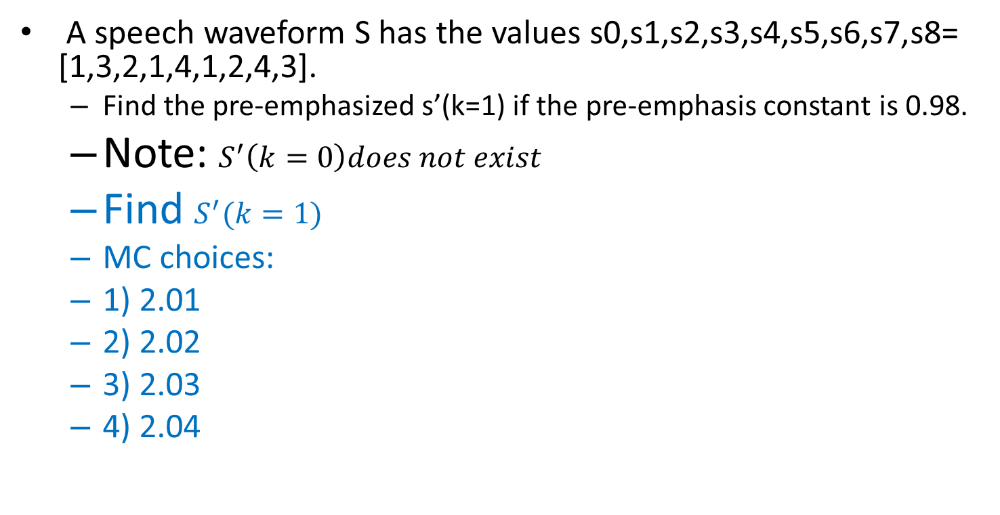 • A speech waveform S has the values s0,s1,s2,s3,s4,s5,s6,s7,s8=
[1,3,2,1,4,1,2,4,3].
– Find the pre-emphasized s’(k=1) if the pre-emphasis constant is 0.98.
–Note: S′(k = 0)does not exist
–Find S′(k = 1)
– MC choices:
– 1) 2.01
– 2) 2.02
– 3) 2.03
– 4) 2.04